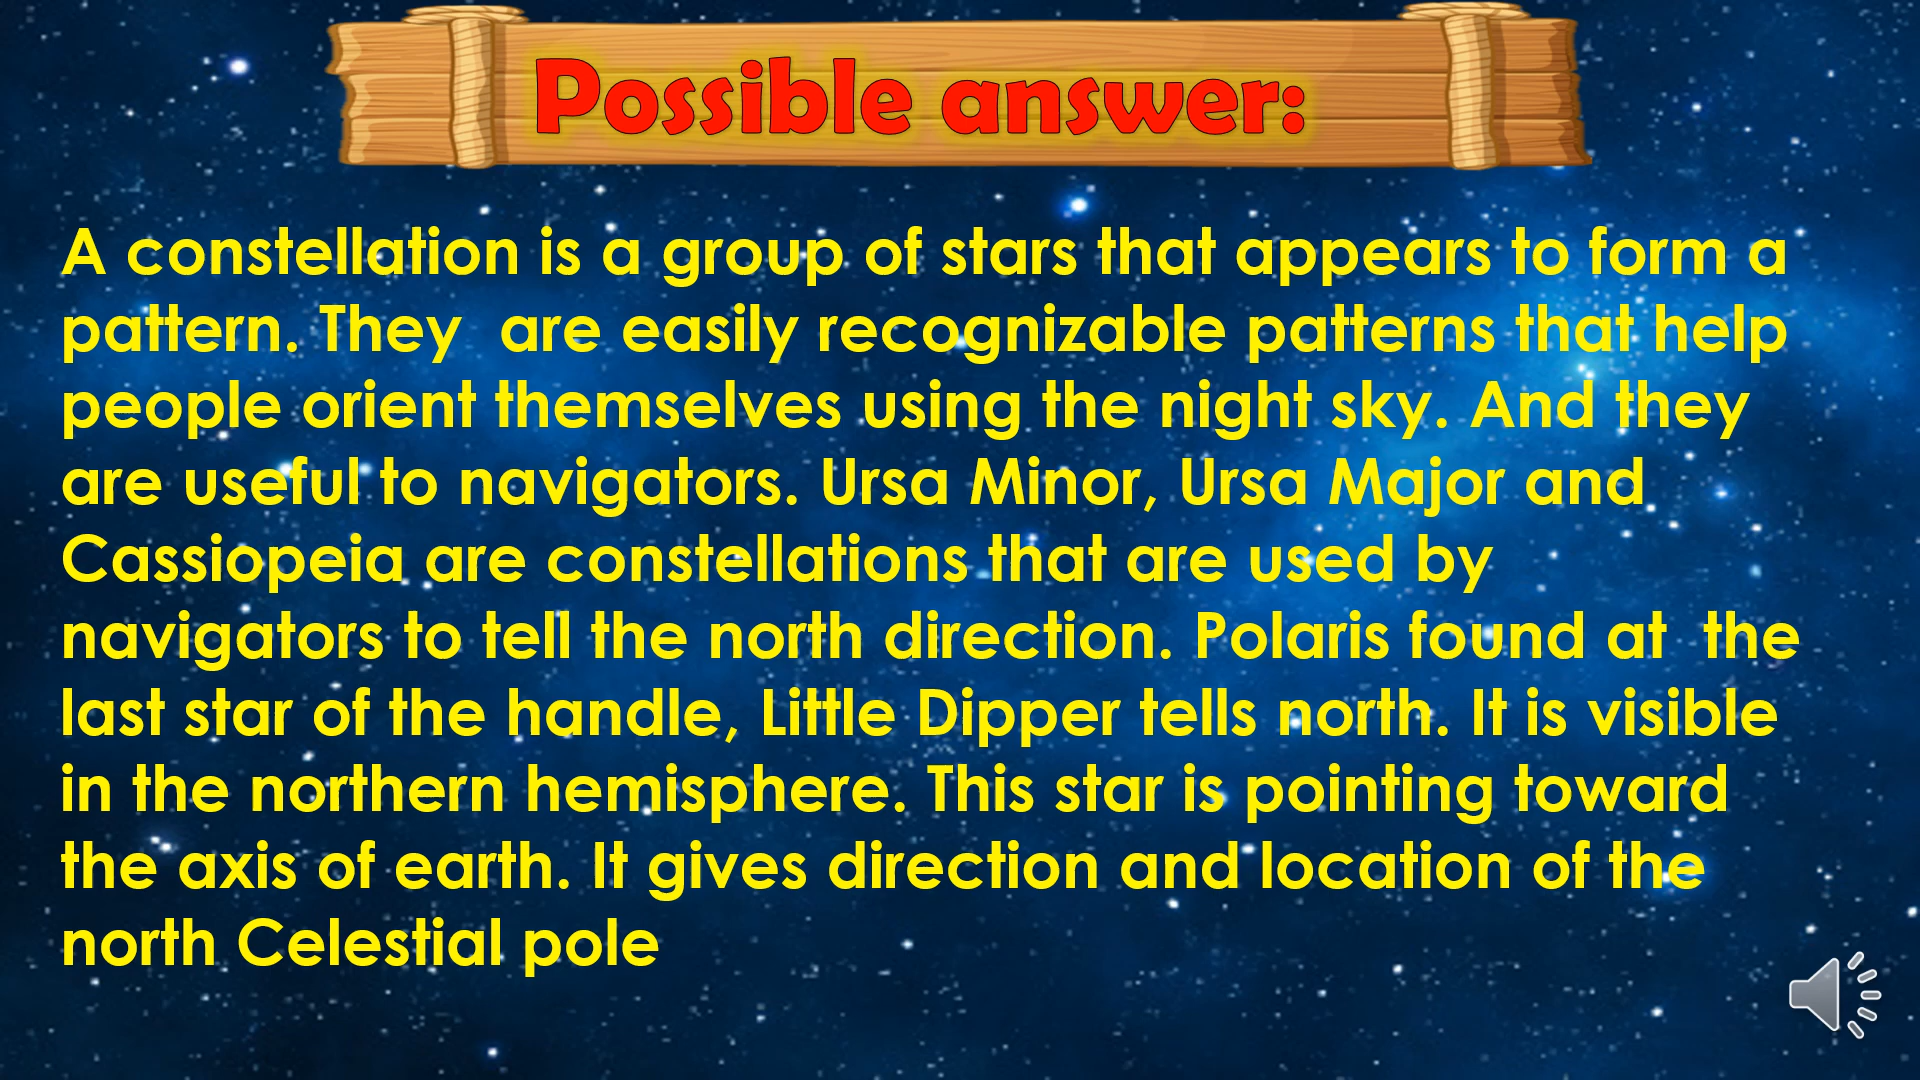 Possible answer:
A constellation is a group of stars that appears to form a
pattern. They  are easily recognizable patterns that help
people orient themselves using the night sky. And they
are useful to navigators. Ursa Minor, Ursa Major and
Cassiopeia are constellations that are used by
navigators to tell the north direction. Polaris found at  the
last star of the handle, Little Dipper tells north. It is visible
in the northern hemisphere. This star is pointing toward
the axis of earth. It gives direction and location of the
north Celestial pole